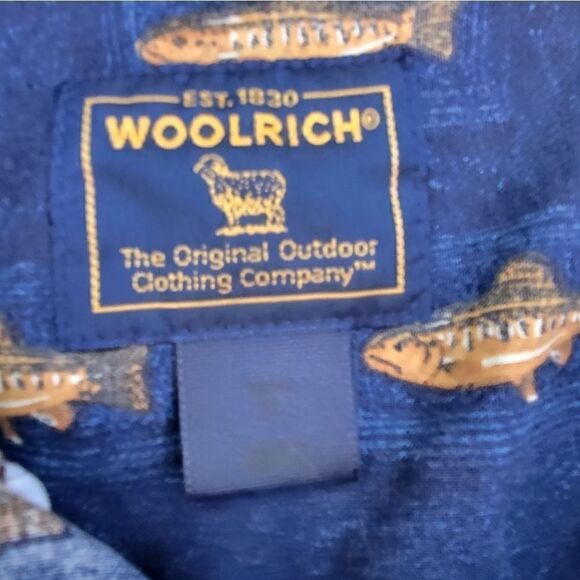 EST. 1830
WOOLRICH®
The Original Outdoor
Clothing Company™